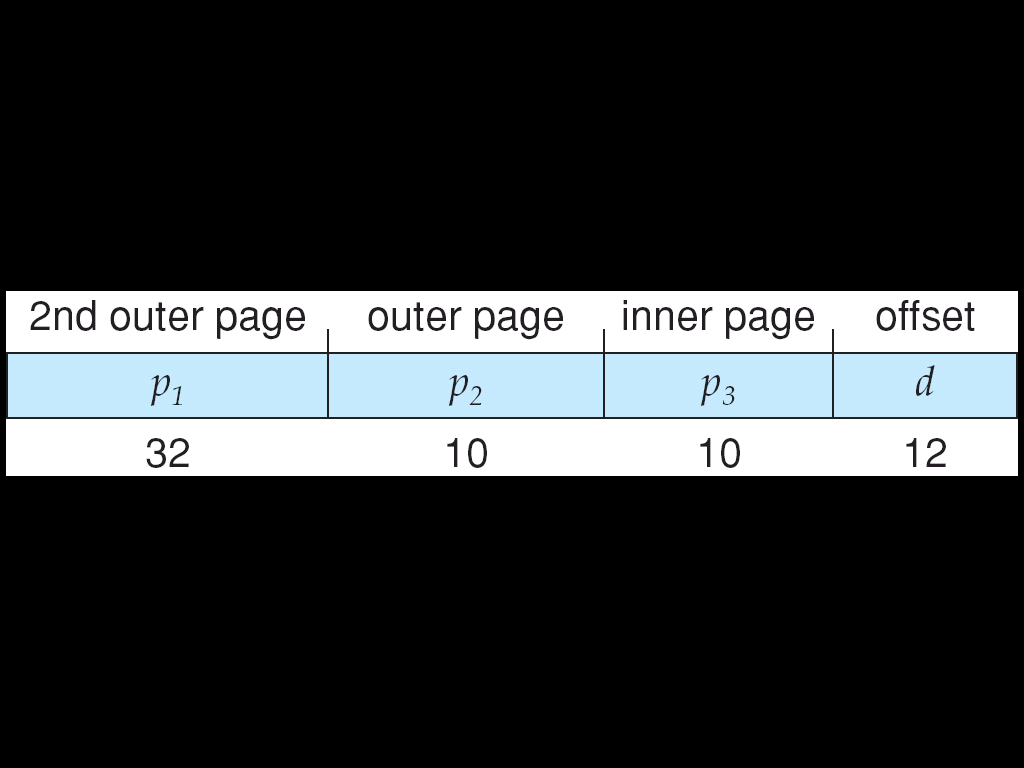 2nd outer page outer page inner page offset
p1 p2 p3 d
32 10 10 12